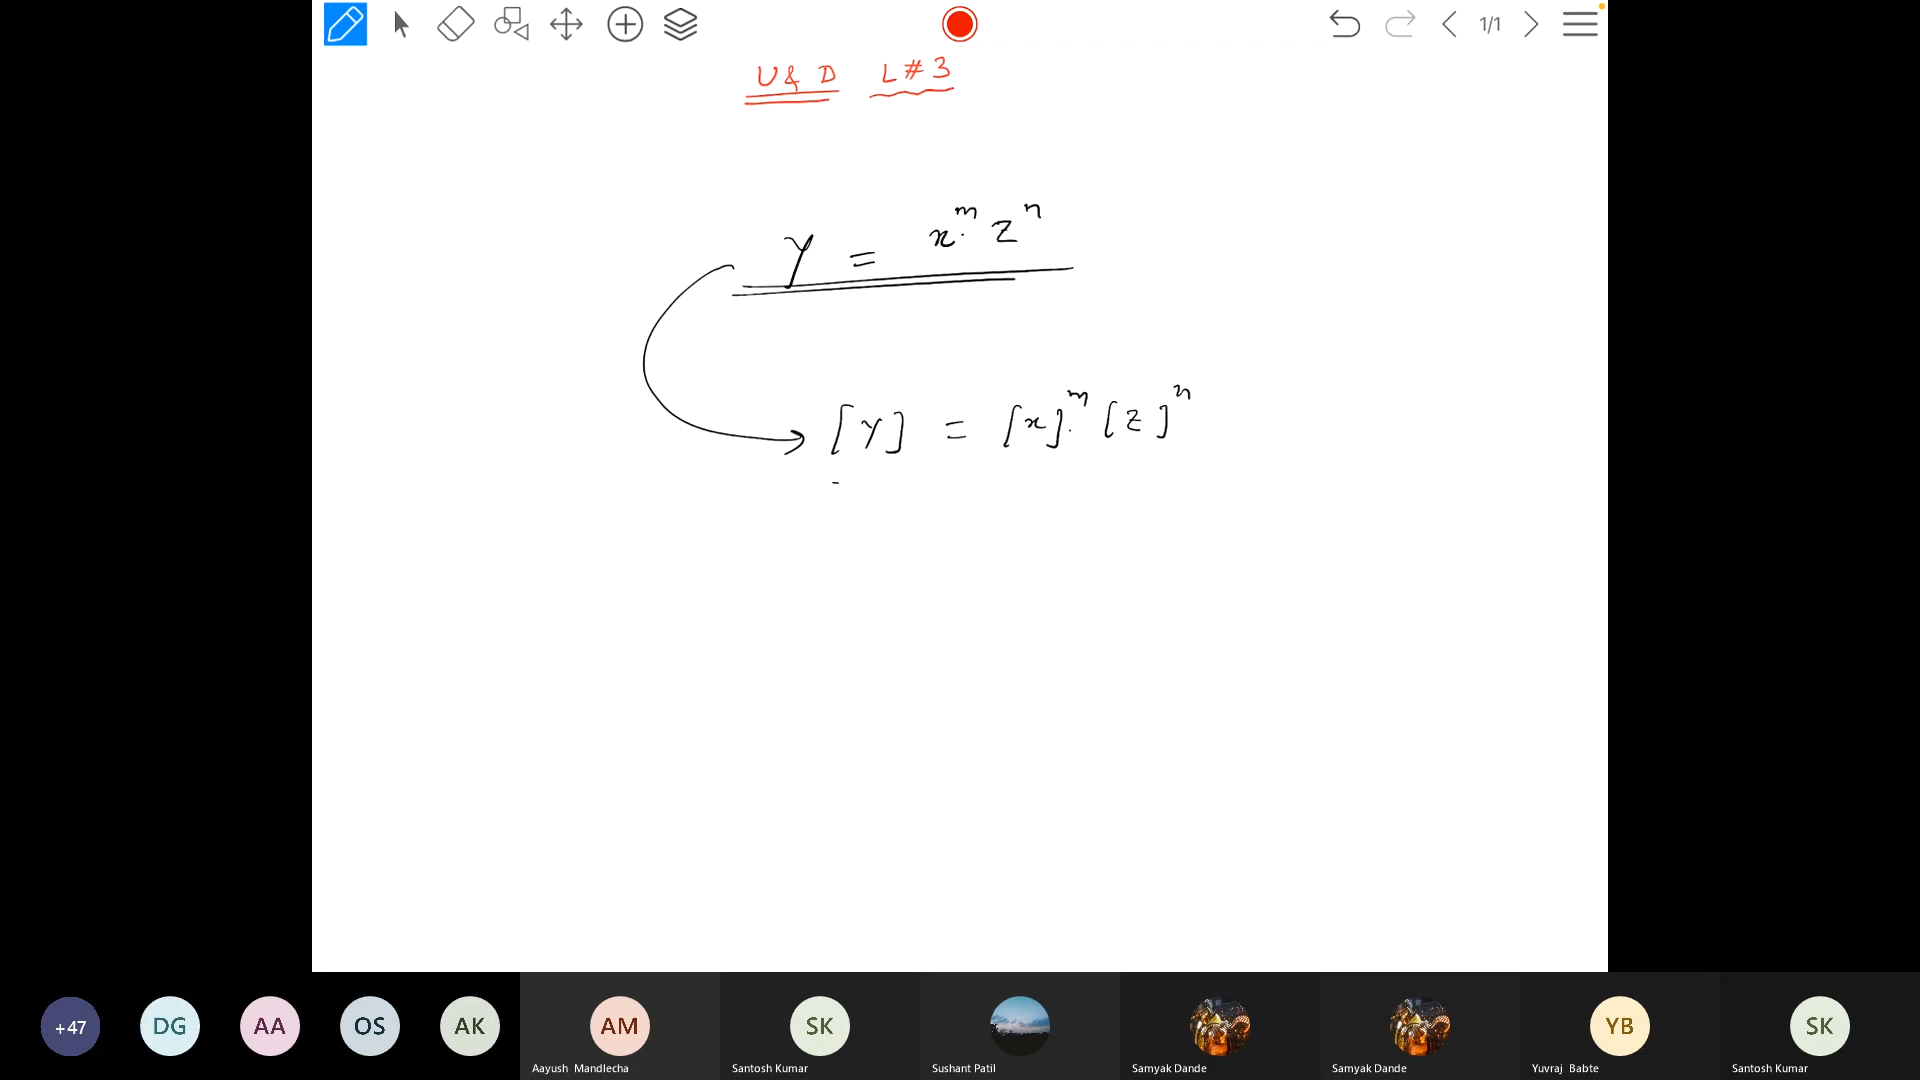 1/1
U & D L # 3
y = x^m · z^n
[y] = [x]^m · [z]^n
+47 DG AA OS AK AM SK YB SK
Aayush Mandlecha Santosh Kumar Sushant Patil Samyak Dande Samyak Dande Yuvraj Babte Santosh Kumar